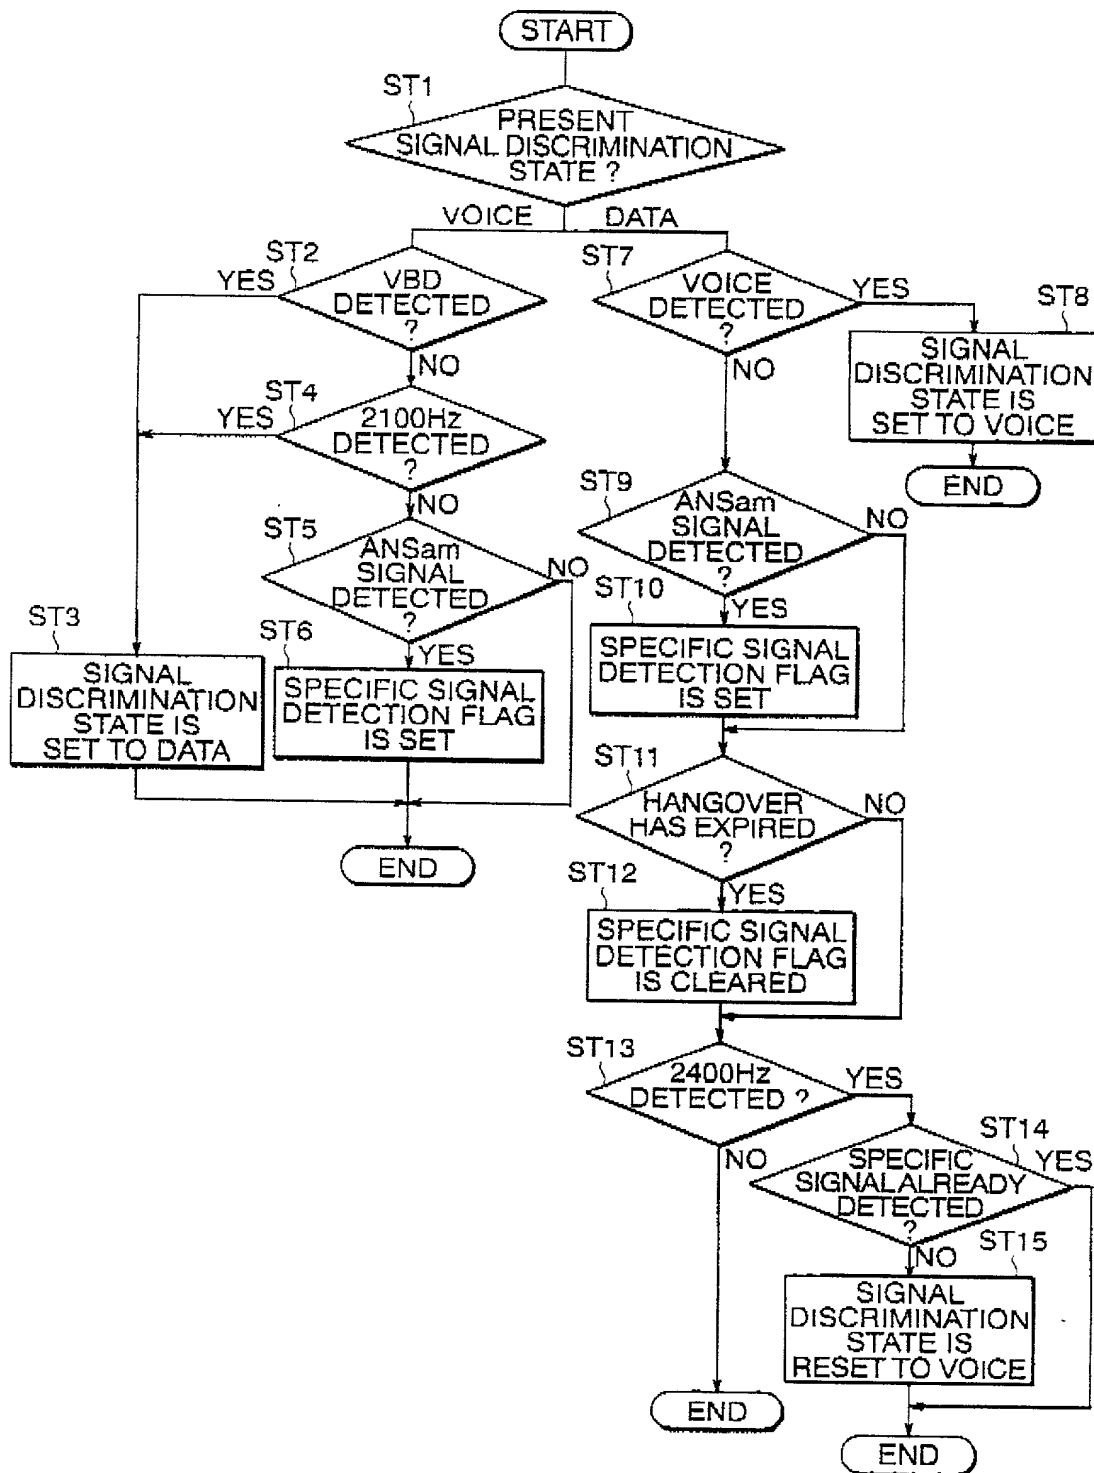 START
ST1
PRESENT
SIGNAL DISCRIMINATION
STATE ?
VOICE
DATA
ST2
YES
VBD
DETECTED
?
NO
ST4
YES
2100Hz
DETECTED
?
NO
ST5
ANSam
SIGNAL
DETECTED
?
NO
YES
ST3
SIGNAL
DISCRIMINATION
STATE IS
SET TO DATA
ST6
SPECIFIC SIGNAL
DETECTION FLAG
IS SET
END
ST7
VOICE
DETECTED
?
YES
NO
ST8
SIGNAL
DISCRIMINATION
STATE IS
SET TO VOICE
END
ST9
ANSam
SIGNAL
DETECTED
?
NO
YES
ST10
SPECIFIC SIGNAL
DETECTION FLAG
IS SET
ST11
HANGOVER
HAS EXPIRED
?
NO
YES
ST12
SPECIFIC SIGNAL
DETECTION FLAG
IS CLEARED
ST13
2400Hz
DETECTED ?
YES
NO
ST14
SPECIFIC
SIGNAL ALREADY
DETECTED
?
YES
NO
ST15
SIGNAL
DISCRIMINATION
STATE IS
RESET TO VOICE
END
END